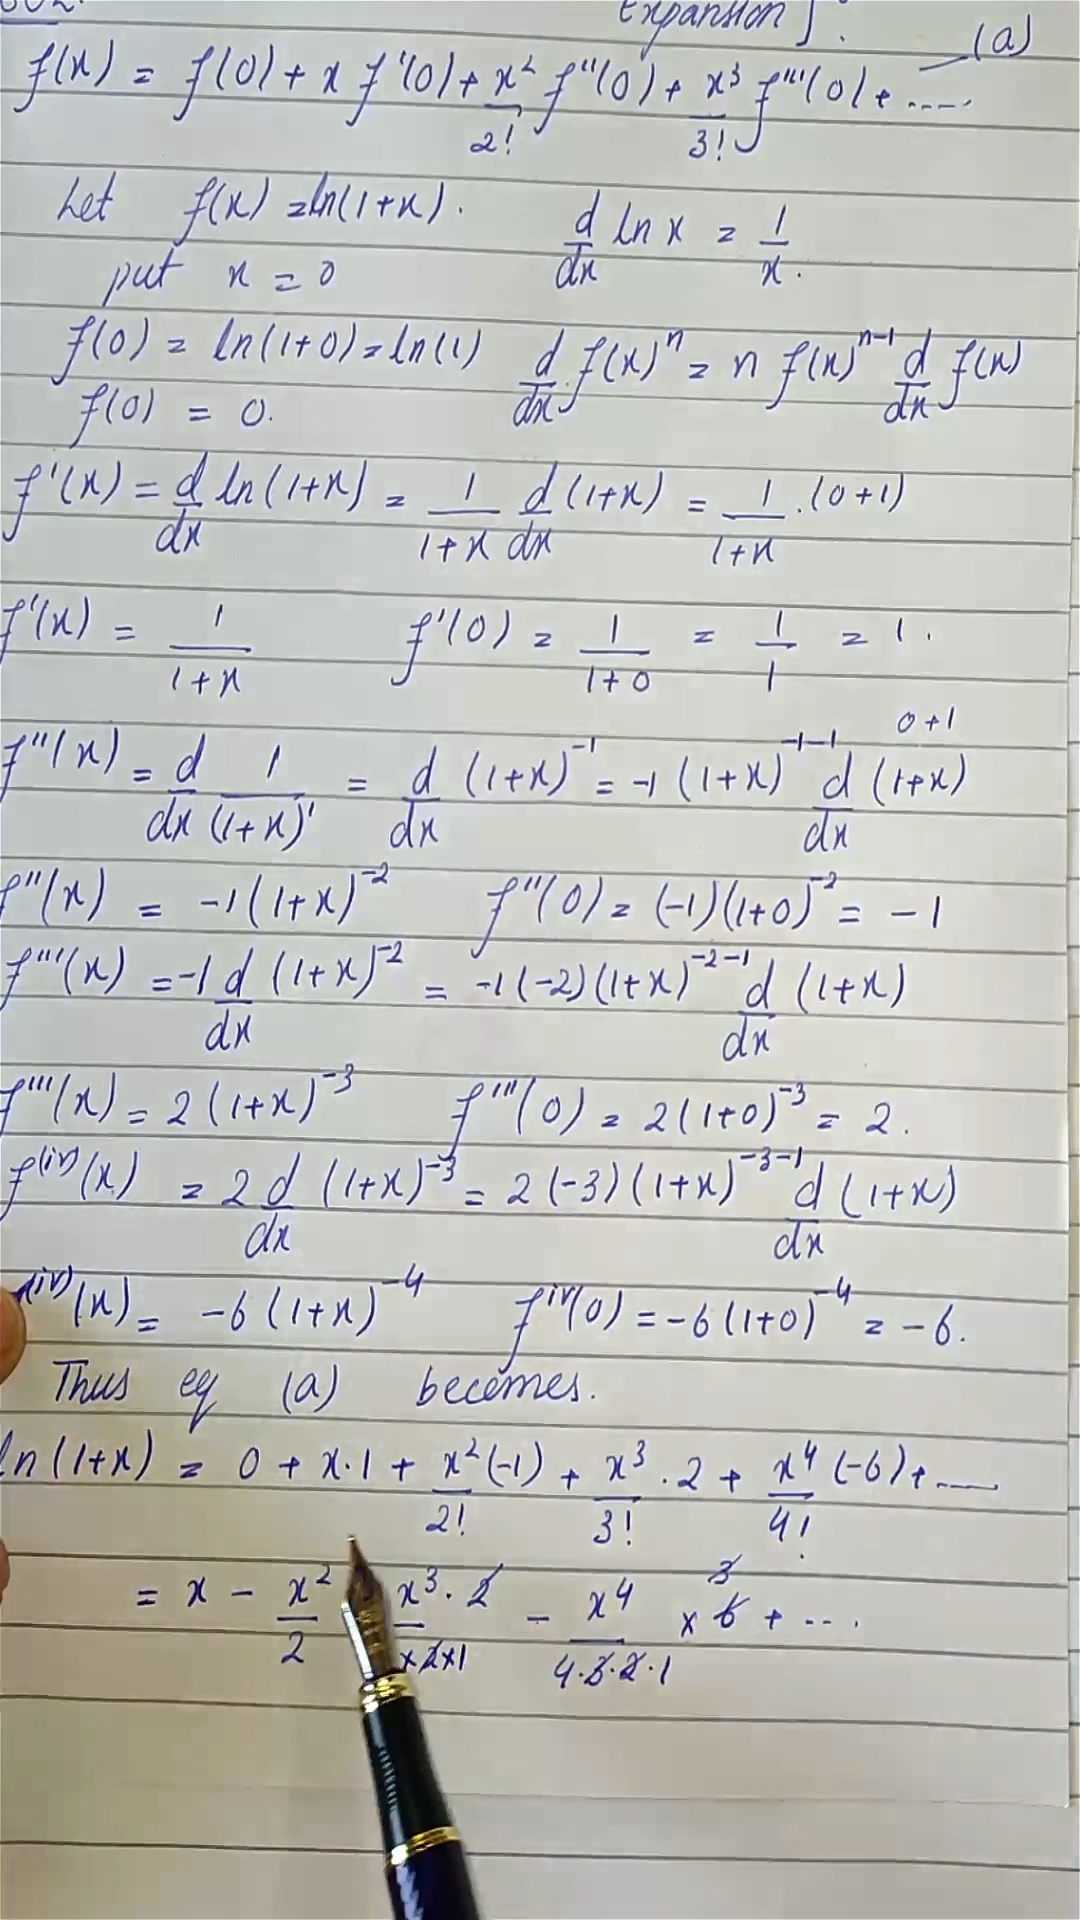 Expansion].
f(x) = f(0) + x f'(0) + x²/2! f''(0) + x³/3! f'''(0) + ..... — (a)
Let f(x) = ln(1+x). d/dx ln x = 1/x.
put x = 0
f(0) = ln(1+0) = ln(1) d/dx f(x)ⁿ = n f(x)ⁿ⁻¹ d/dx f(x)
f(0) = 0.
f'(x) = d/dx ln(1+x) = 1/1+x d/dx (1+x) = 1/1+x . (0+1)
f'(x) = 1/1+x f'(0) = 1/1+0 = 1/1 = 1.
0+1
f''(x) = d/dx 1/(1+x)¹ = d/dx (1+x)⁻¹ = -1 (1+x)⁻¹⁻¹ d/dx (1+x)
f''(x) = -1(1+x)⁻² f''(0) = (-1)(1+0)⁻² = -1
f'''(x) = -1 d/dx (1+x)⁻² = -1(-2)(1+x)⁻²⁻¹ d/dx (1+x)
f'''(x) = 2(1+x)⁻³ f'''(0) = 2(1+0)⁻³ = 2.
f⁽ⁱᵛ⁾(x) = 2 d/dx (1+x)⁻³ = 2(-3)(1+x)⁻³⁻¹ d/dx (1+x)
⁽ⁱᵛ⁾(x) = -6(1+x)⁻⁴ fⁱᵛ(0) = -6(1+0)⁻⁴ = -6.
Thus eq (a) becomes.
ln(1+x) = 0 + x·1 + x²/2! (-1) + x³/3! · 2 + x⁴/4! (-6) + ....
= x - x²/2 x³·2/×2×1 - x⁴/4·3·2·1 × 6 3 + ....